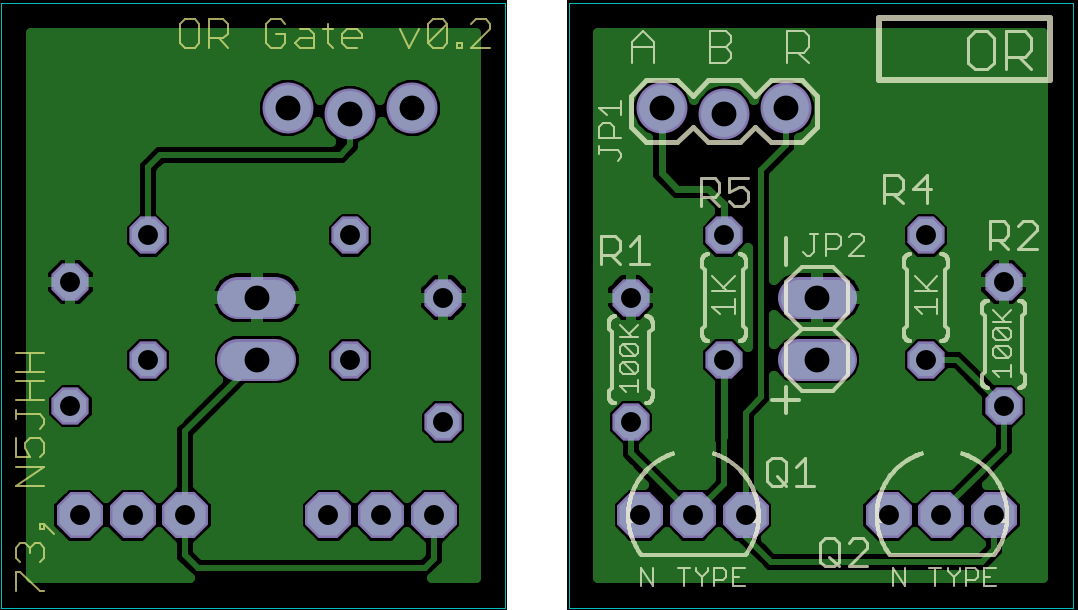 OR Gate v0.2
73, N5JHH
A B R
OR
JP1
R5
R4
R1
JP2
R2
1K
1K
100K
100K
Q1
Q2
N TYPE
N TYPE